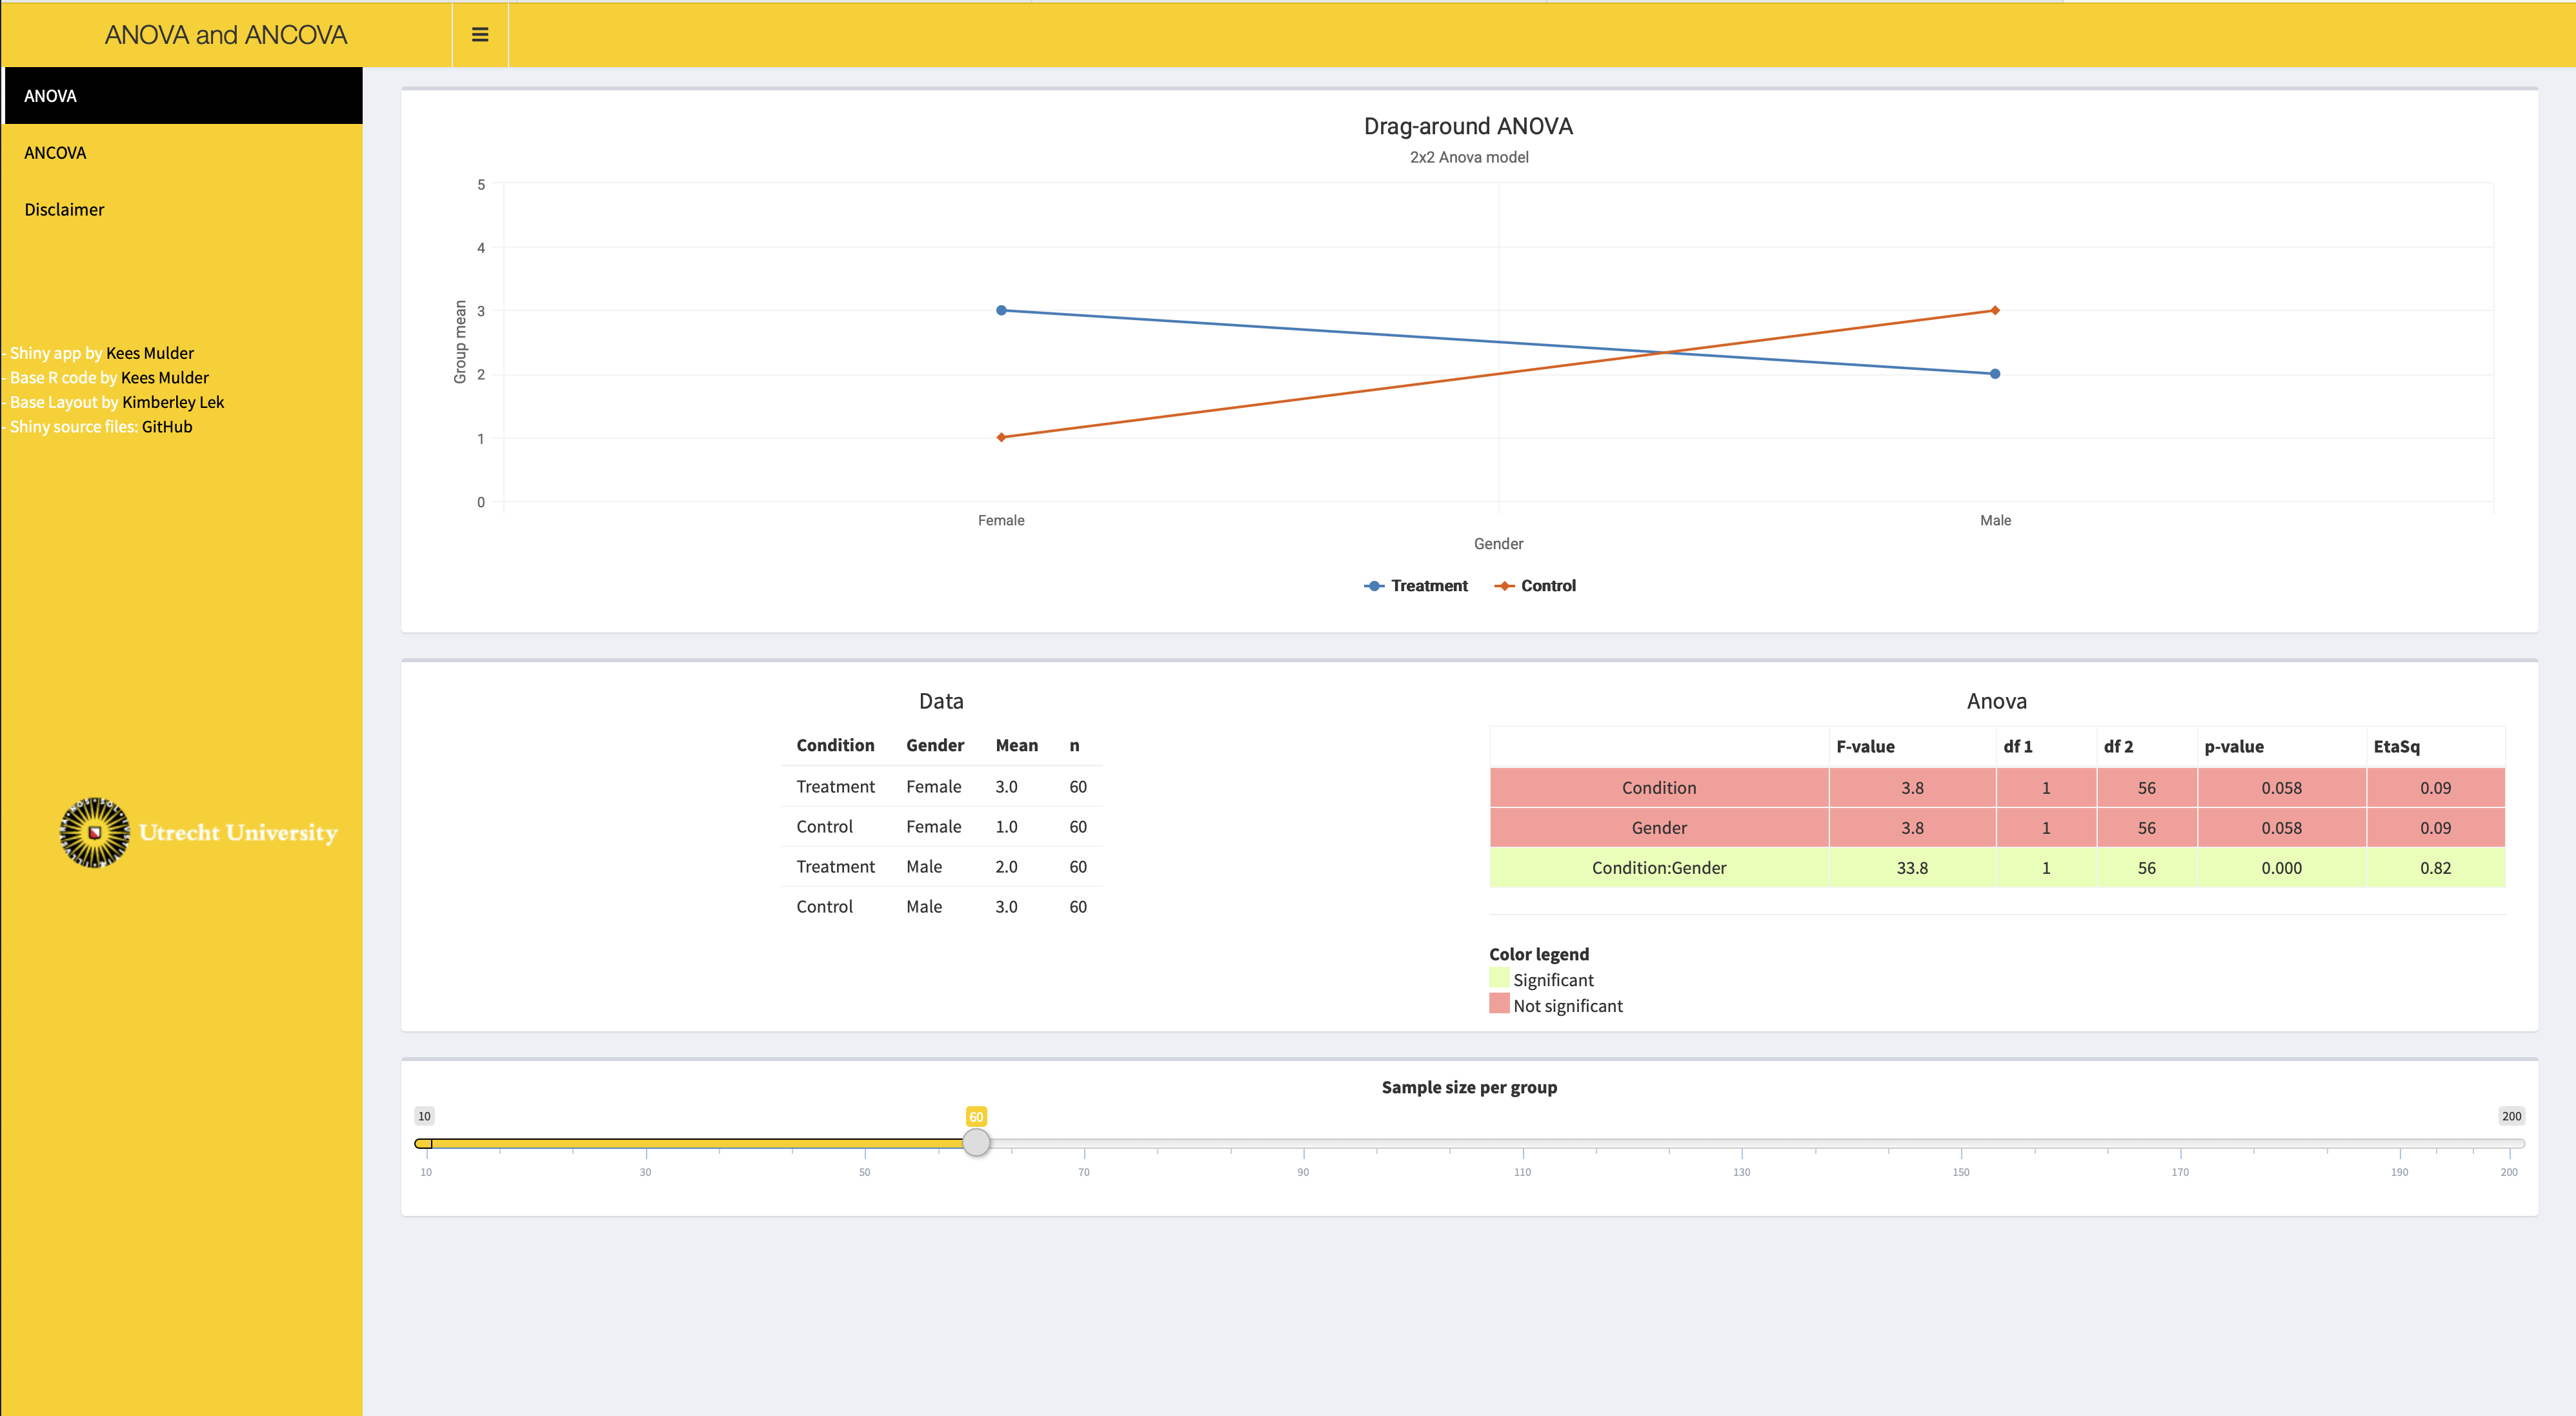 ANOVA and ANCOVA
ANOVA
ANCOVA
Disclaimer
- Shiny app by Kees Mulder
- Base R code by Kees Mulder
- Base Layout by Kimberley Lek
- Shiny source files: GitHub
Utrecht University
Drag-around ANOVA
2x2 Anova model
5
4
3
2
1
0
Group mean
Female Male
Gender
Treatment Control
Data
Condition Gender Mean n
Treatment Female 3.0 60
Control Female 1.0 60
Treatment Male 2.0 60
Control Male 3.0 60
Anova
F-value df 1 df 2 p-value EtaSq
Condition 3.8 1 56 0.058 0.09
Gender 3.8 1 56 0.058 0.09
Condition:Gender 33.8 1 56 0.000 0.82
Color legend
Significant
Not significant
Sample size per group
10 60 200
10 30 50 70 90 110 130 150 170 190 200